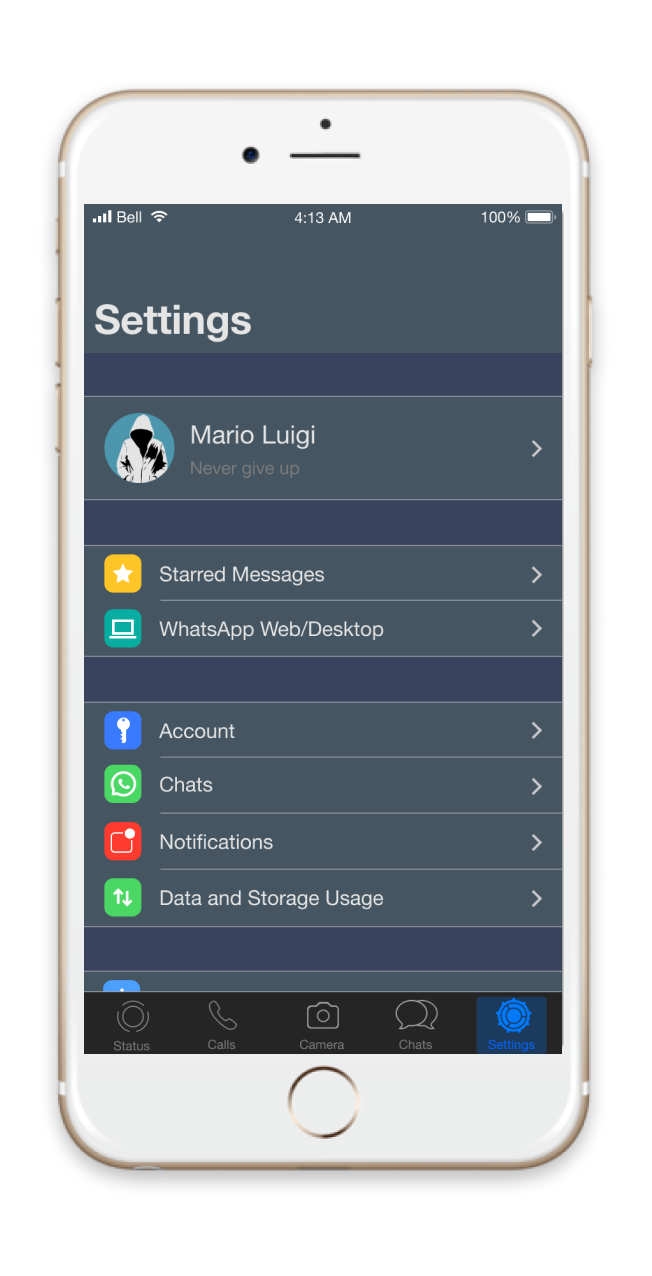 Bell 4:13 AM 100%
Settings
Mario Luigi
Never give up
Starred Messages
WhatsApp Web/Desktop
Account
Chats
Notifications
Data and Storage Usage
Status Calls Camera Chats Settings